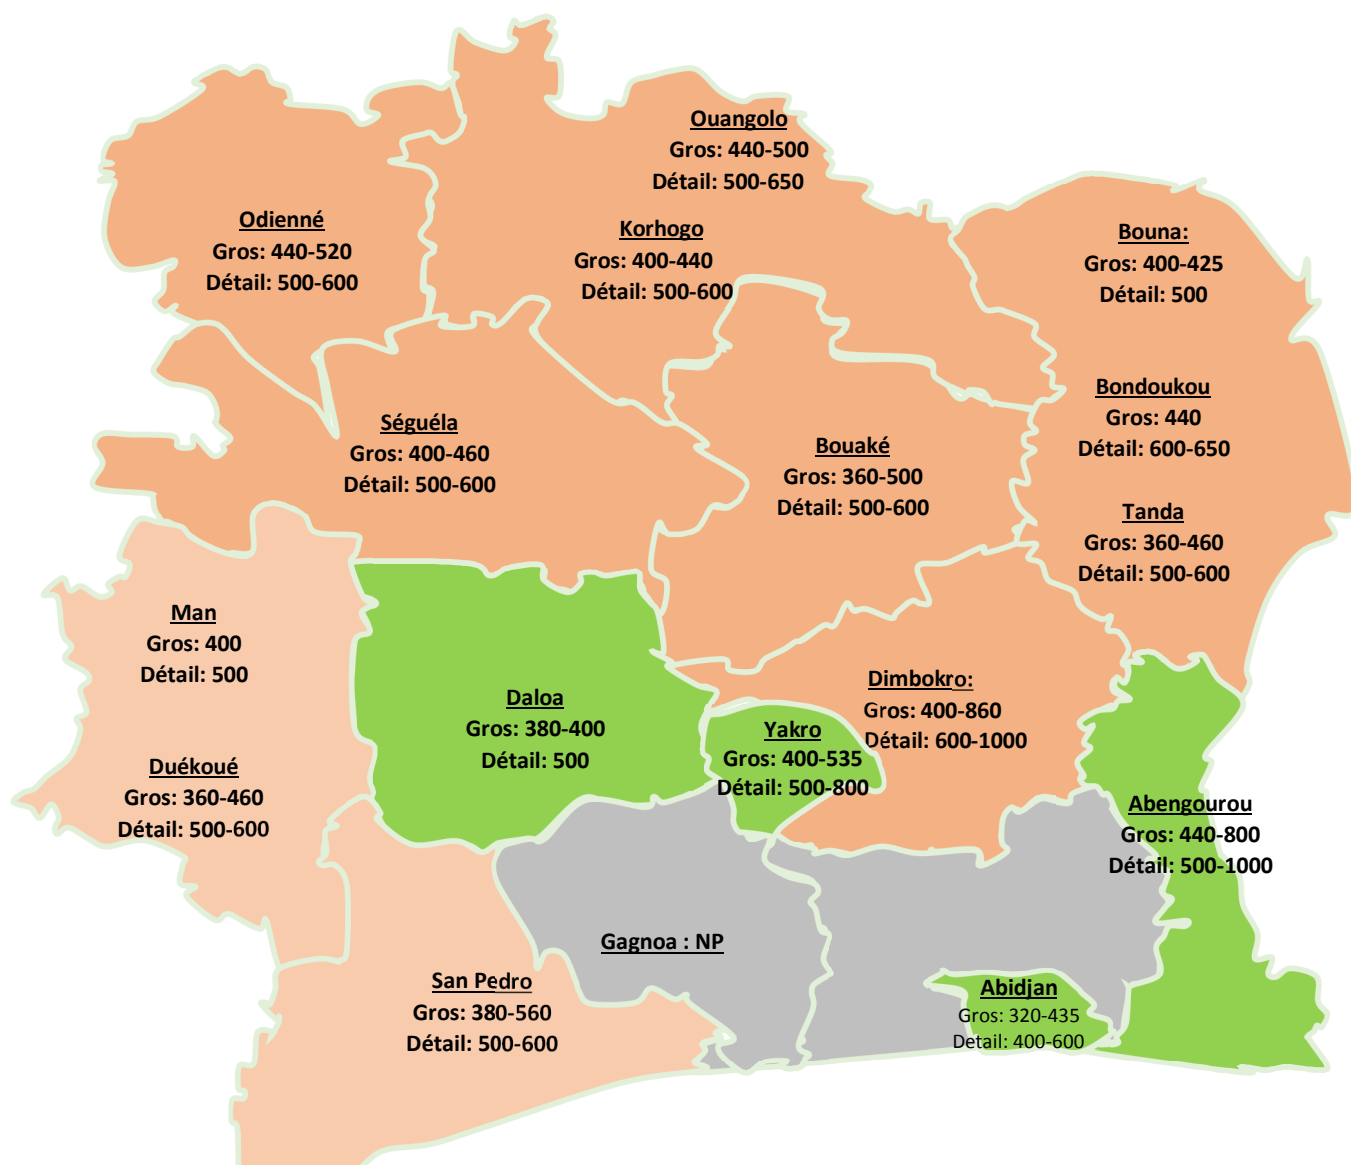 Ouangolo
Gros: 440-500
Détail: 500-650
Odienné
Gros: 440-520
Détail: 500-600
Korhogo
Gros: 400-440
Détail: 500-600
Bouna:
Gros: 400-425
Détail: 500
Bondoukou
Gros: 440
Détail: 600-650
Séguéla
Gros: 400-460
Détail: 500-600
Bouaké
Gros: 360-500
Détail: 500-600
Tanda
Gros: 360-460
Détail: 500-600
Man
Gros: 400
Détail: 500
Daloa
Gros: 380-400
Détail: 500
Dimbokro:
Gros: 400-860
Détail: 600-1000
Yakro
Gros: 400-535
Détail: 500-800
Duékoué
Gros: 360-460
Détail: 500-600
Abengourou
Gros: 440-800
Détail: 500-1000
Gagnoa : NP
San Pedro
Gros: 380-560
Détail: 500-600
Abidjan
Gros: 320-435
Detail: 400-600